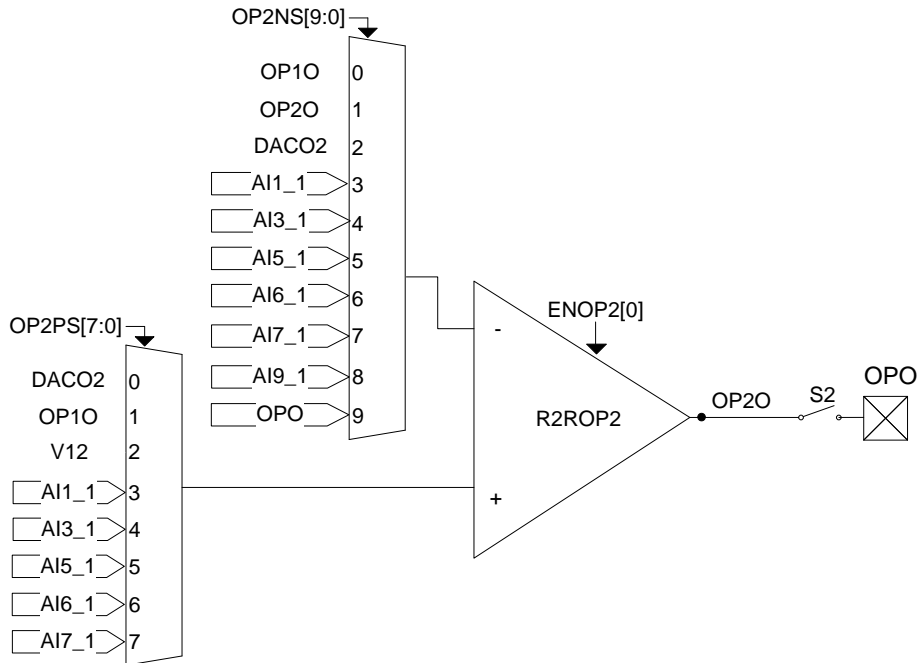 OP2NS[9:0]
OP1O 0
OP2O 1
DACO2 2
AI1_1 3
AI3_1 4
AI5_1 5
AI6_1 6
AI7_1 7
AI9_1 8
OPO 9
OP2PS[7:0]
DACO2 0
OP1O 1
V12 2
AI1_1 3
AI3_1 4
AI5_1 5
AI6_1 6
AI7_1 7
ENOP2[0]
-
R2ROP2
+
OP2O
S2
OPO